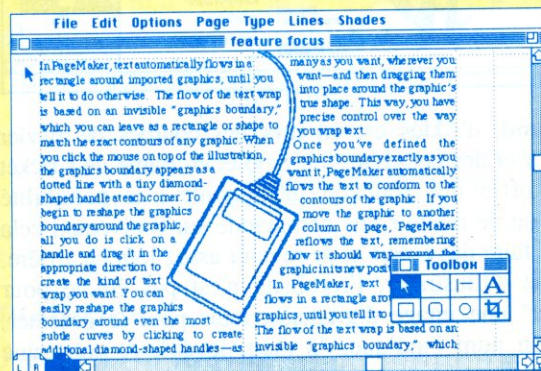 File Edit Options Page Type Lines Shades
feature focus
In PageMaker, text automatically flows in a
rectangle around imported graphics, until you
tell it to do otherwise. The flow of the text wrap
is based on an invisible "graphics boundary,"
which you can leave as a rectangle or shape to
match the exact contours of any graphic. When
you click the mouse on top of the illustration,
the graphics boundary appears as a
dotted line with a tiny diamond-
shaped handle at each corner. To
begin to reshape the graphics
boundary around the graphic,
all you do is click on a
handle and drag it in the
appropriate direction to
create the kind of text
wrap you want. You can
easily reshape the graphics
boundary around even the most
subtle curves by clicking to create
additional diamond-shaped handles—as
many as you want, wherever you
want—and then dragging them
into place around the graphic's
true shape. This way, you have
precise control over the way
you wrap text.
Once you've defined the
graphics boundary exactly as you
want it, PageMaker automatically
flows the text to conform to the
contours of the graphic. If you
move the graphic to another
column or page, PageMaker
reflows the text, remembering
how it should wrap around the
graphic in its new
In PageMaker, text
flows in a rectangle
graphics, until you tell it to
The flow of the text wrap is based on an
invisible "graphics boundary," which
Toolbox
A
L R